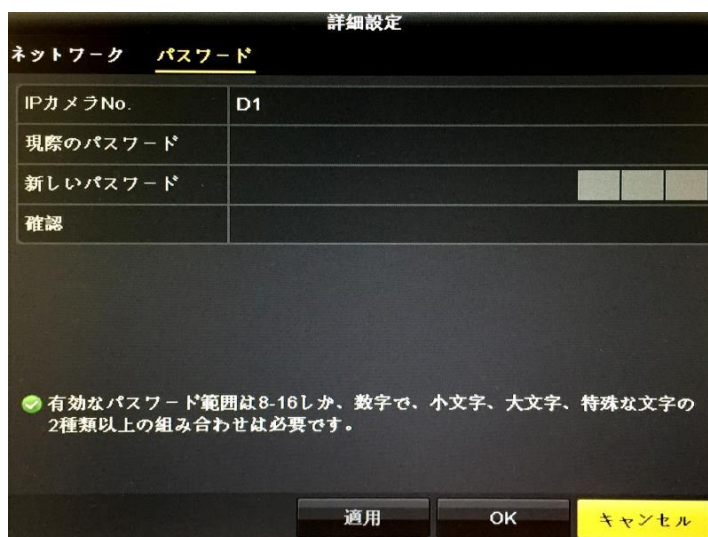 詳細設定
ネットワーク パスワード
IPカメラNo. D1
現際のパスワード
新しいパスワード
確認
有効なパスワード範囲は8-16しか、数字で、小文字、大文字、特殊な文字の
2種類以上の組み合わせは必要です。
適用 OK キャンセル